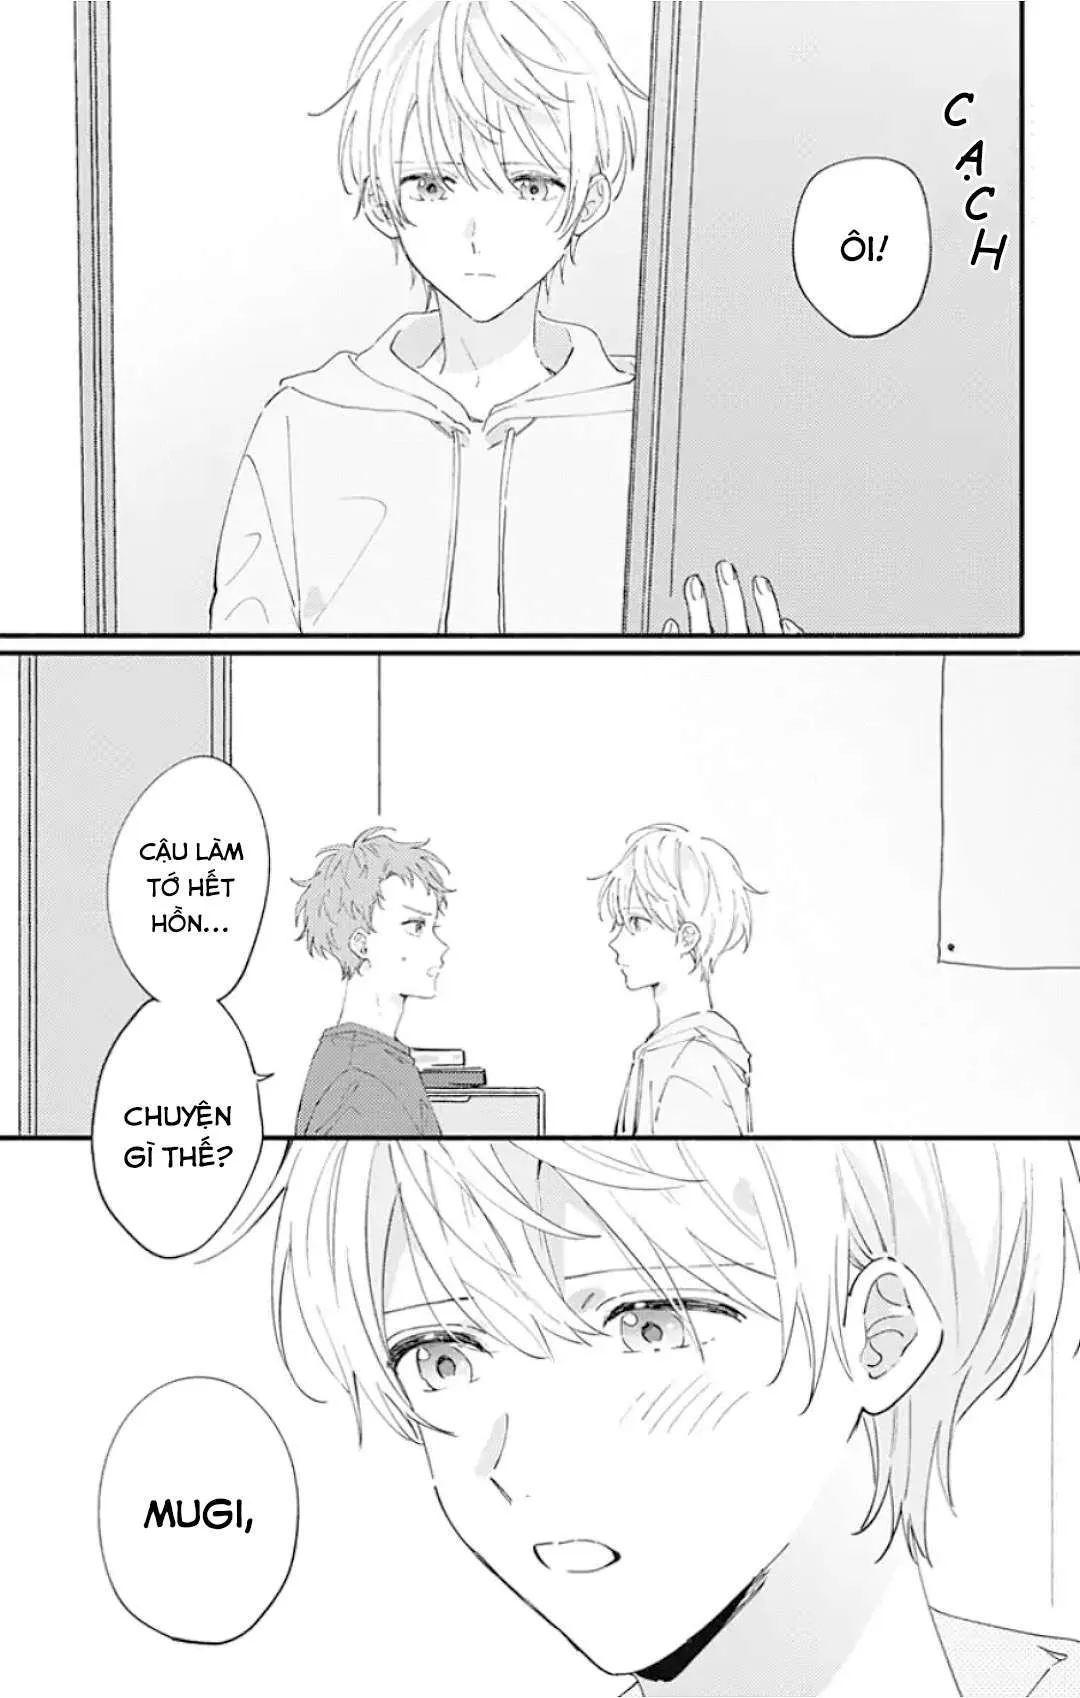 CẠCH
ÔI!
CẬU LÀM
TỚ HẾT
HỒN...
CHUYỆN
GÌ THẾ?
MUGI,